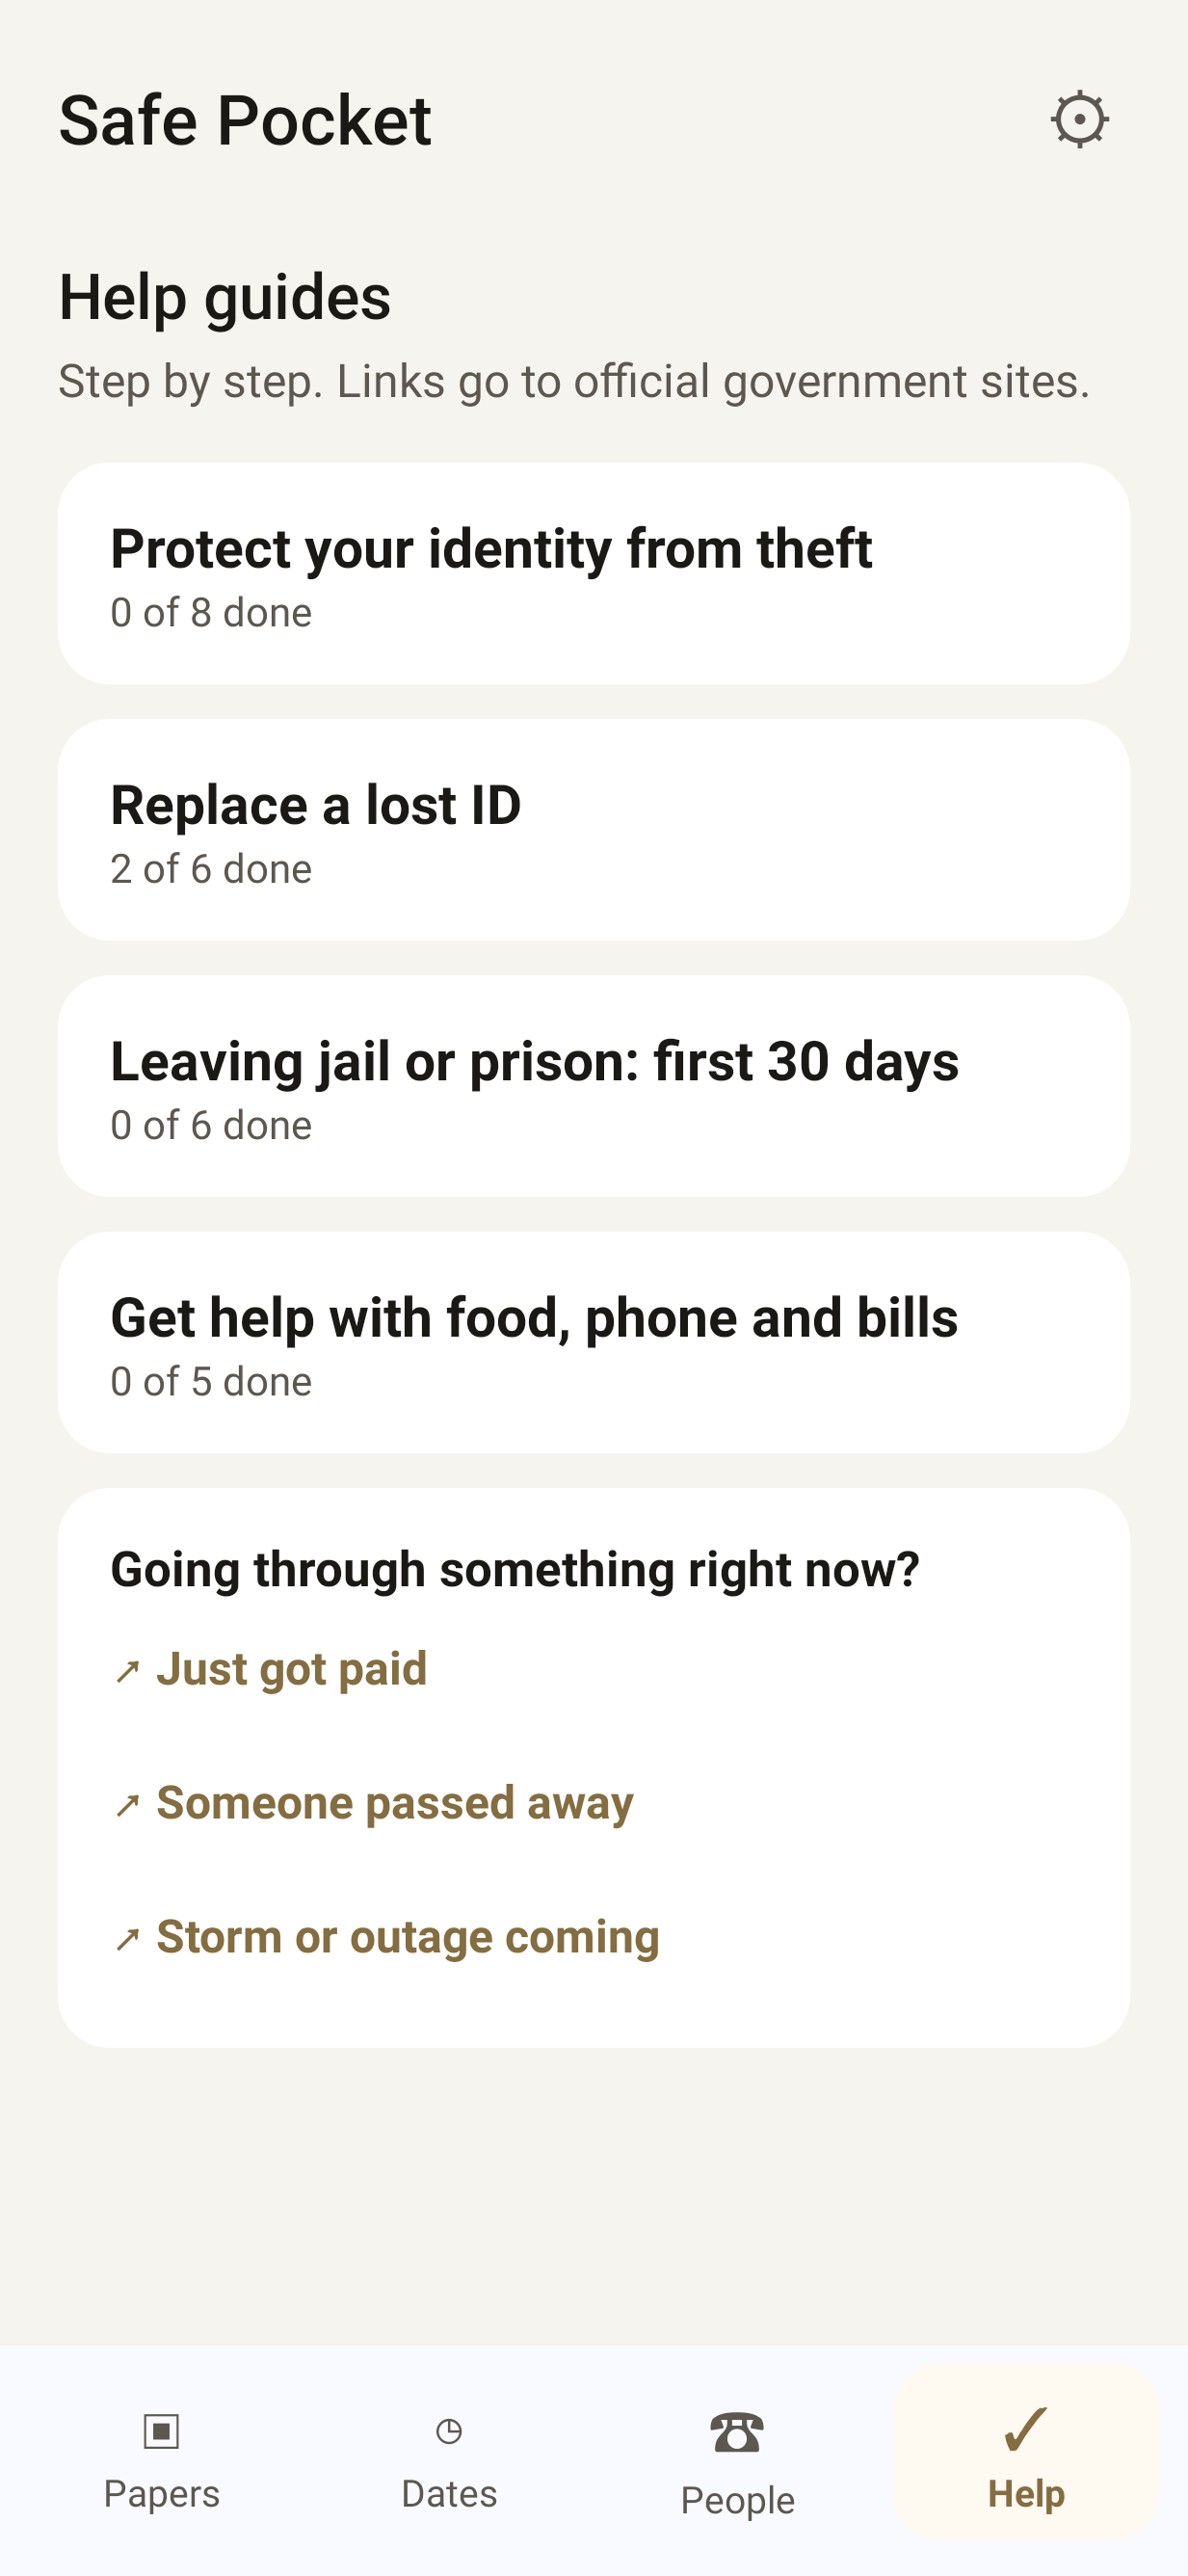 Safe Pocket
Help guides
Step by step. Links go to official government sites.
Protect your identity from theft
0 of 8 done
Replace a lost ID
2 of 6 done
Leaving jail or prison: first 30 days
0 of 6 done
Get help with food, phone and bills
0 of 5 done
Going through something right now?
↗ Just got paid
↗ Someone passed away
↗ Storm or outage coming
Papers
Dates
People
Help